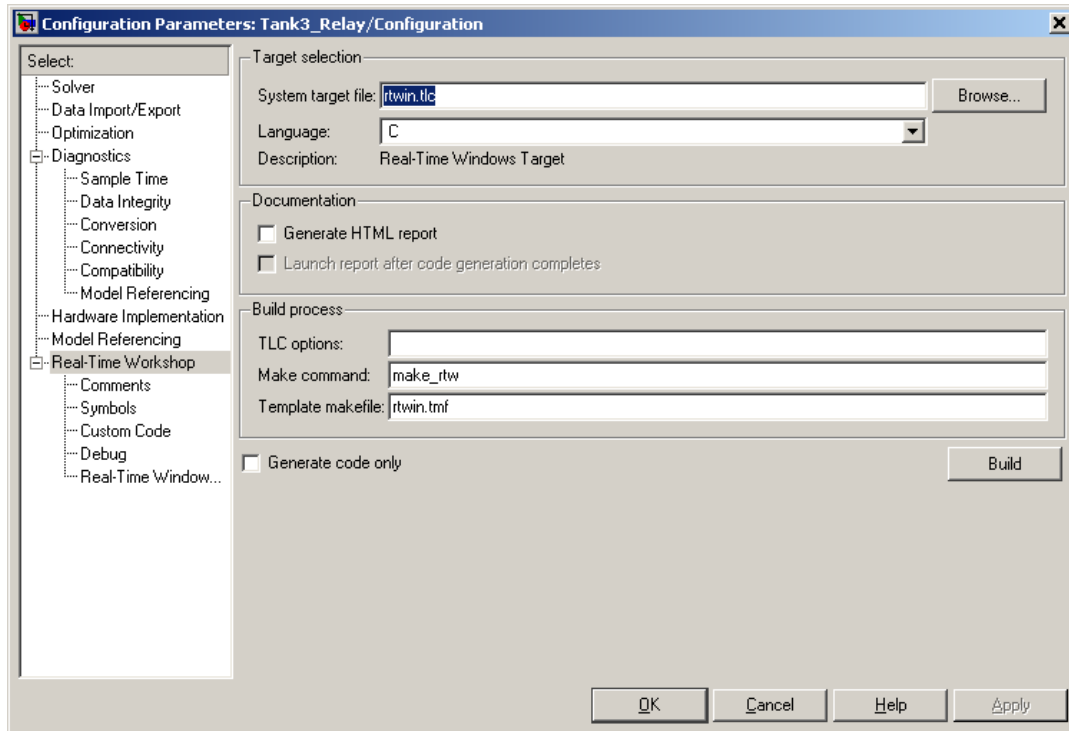 Configuration Parameters: Tank3_Relay/Configuration
Select:
Solver
Data Import/Export
Optimization
Diagnostics
Sample Time
Data Integrity
Conversion
Connectivity
Compatibility
Model Referencing
Hardware Implementation
Model Referencing
Real-Time Workshop
Comments
Symbols
Custom Code
Debug
Real-Time Window...
Target selection
System target file: rtwin.tlc Browse...
Language: C
Description: Real-Time Windows Target
Documentation
Generate HTML report
Launch report after code generation completes
Build process
TLC options:
Make command: make_rtw
Template makefile: rtwin.tmf
Generate code only Build
OK Cancel Help Apply